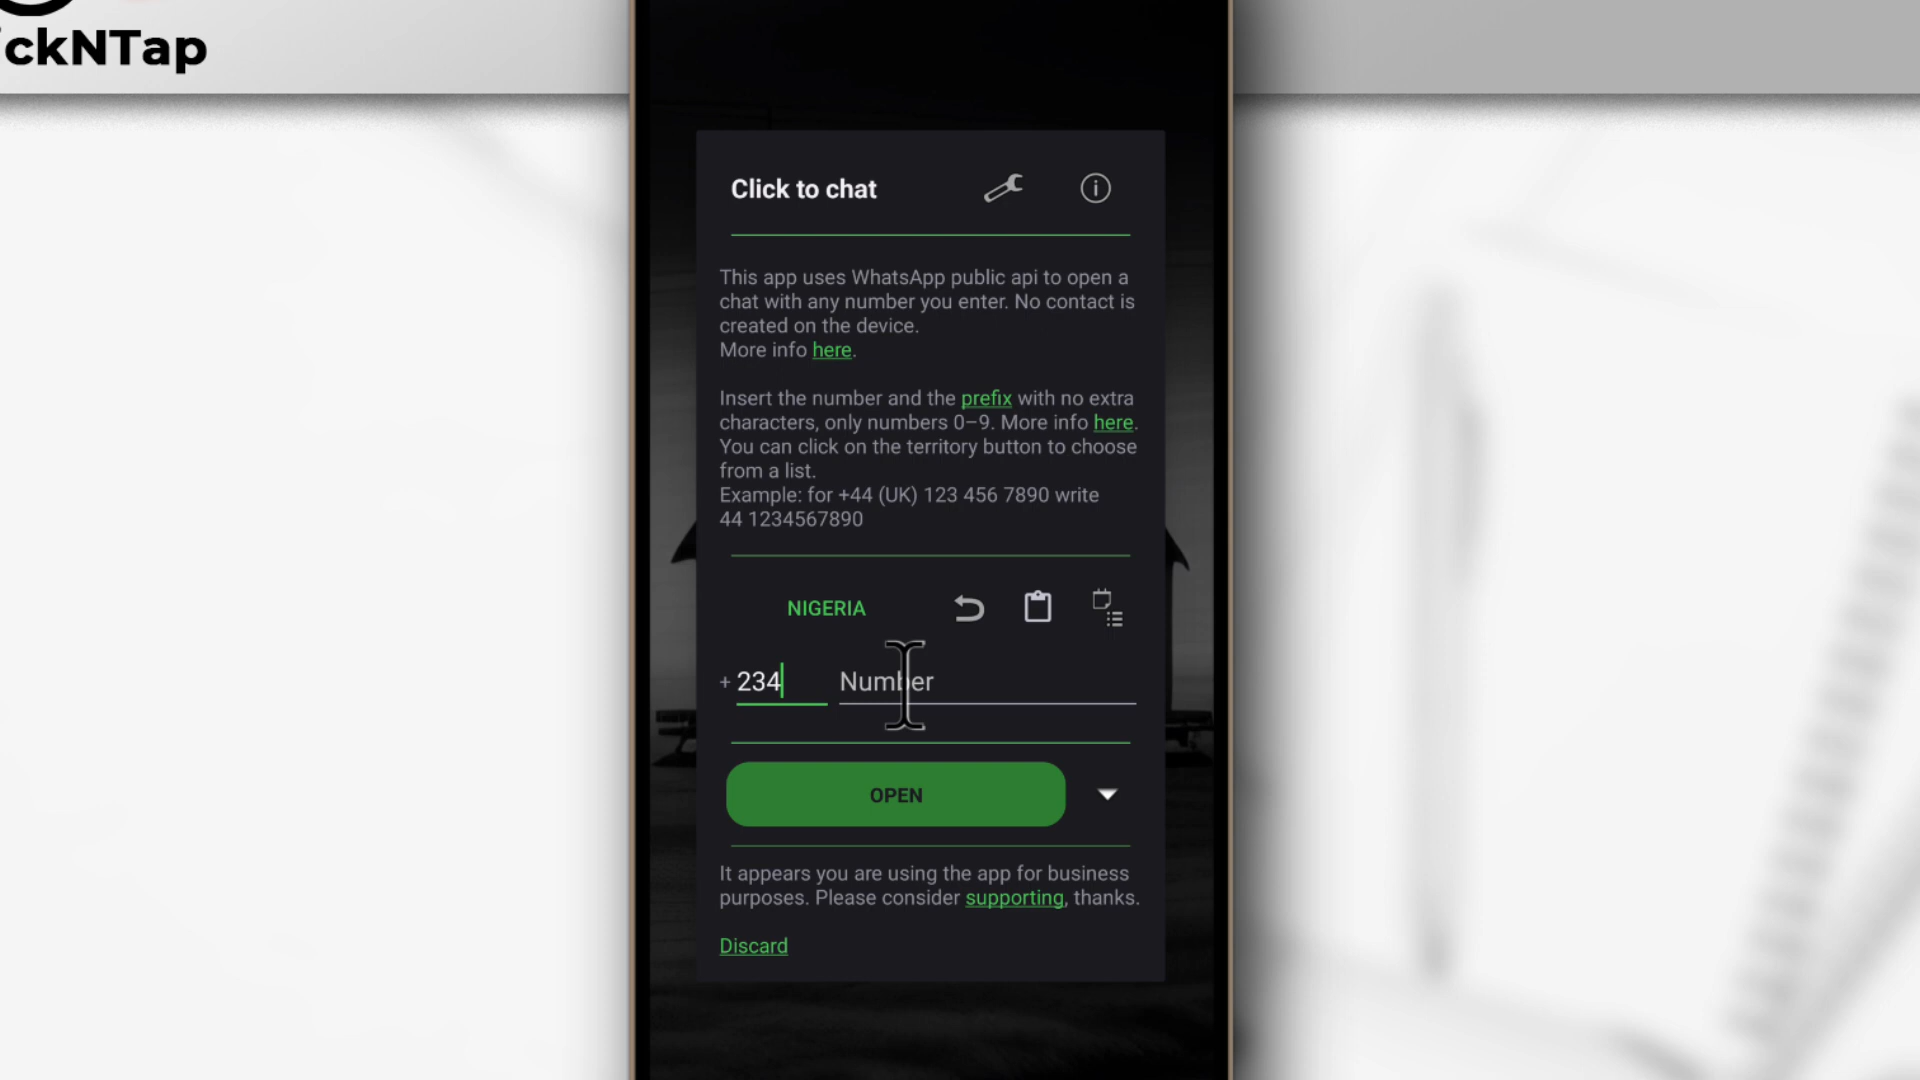 ickNTap
Click to chat
This app uses WhatsApp public api to open a
chat with any number you enter. No contact is
created on the device.
More info here.
Insert the number and the prefix with no extra
characters, only numbers 0–9. More info here.
You can click on the territory button to choose
from a list.
Example: for +44 (UK) 123 456 7890 write
44 1234567890
NIGERIA
+ 234 Number
OPEN
It appears you are using the app for business
purposes. Please consider supporting, thanks.
Discard